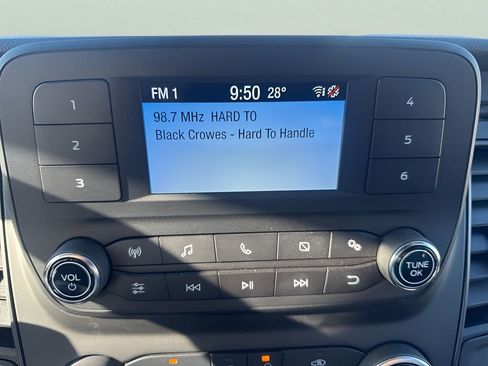 FM 1 9:50 28°
98.7 MHz HARD TO
Black Crowes - Hard To Handle
1
2
3
4
5
6
VOL
TUNE
OK